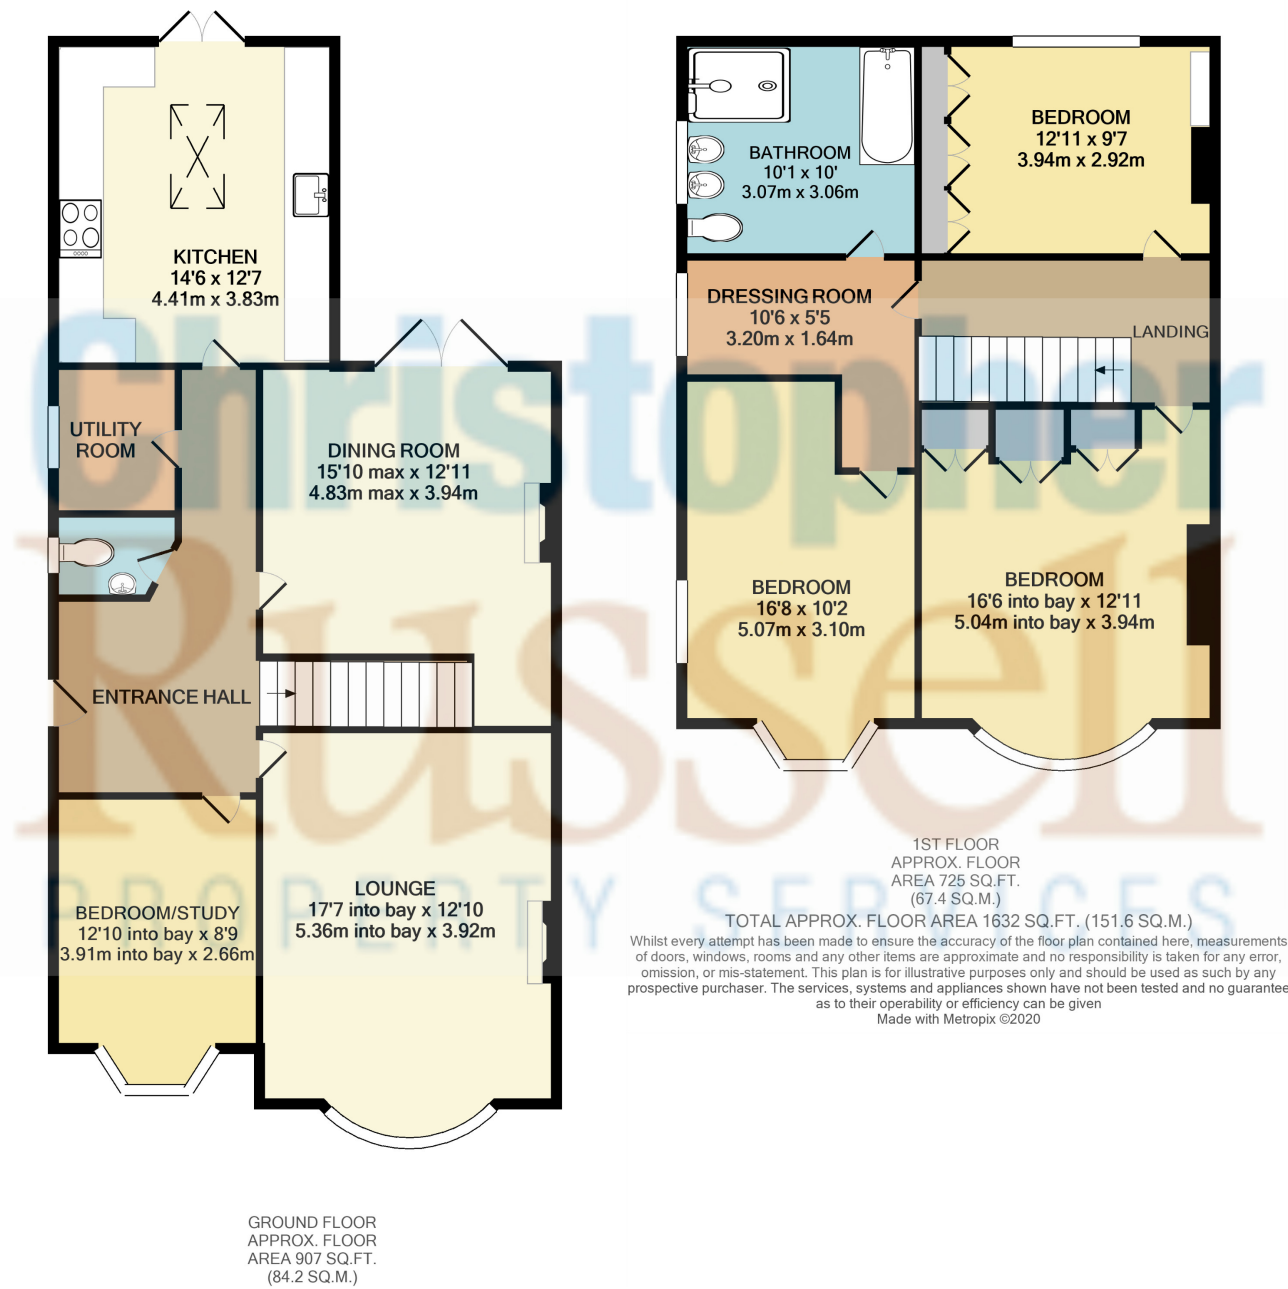 KITCHEN
14'6 x 12'7
4.41m x 3.83m
UTILITY
ROOM
DINING ROOM
15'10 max x 12'11
4.83m max x 3.94m
ENTRANCE HALL
LOUNGE
17'7 into bay x 12'10
5.36m into bay x 3.92m
BEDROOM/STUDY
12'10 into bay x 8'9
3.91m into bay x 2.66m
GROUND FLOOR
APPROX. FLOOR
AREA 907 SQ.FT.
(84.2 SQ.M.)
BATHROOM
10'1 x 10'
3.07m x 3.06m
BEDROOM
12'11 x 9'7
3.94m x 2.92m
DRESSING ROOM
10'6 x 5'5
3.20m x 1.64m
LANDING
BEDROOM
16'8 x 10'2
5.07m x 3.10m
BEDROOM
16'6 into bay x 12'11
5.04m into bay x 3.94m
1ST FLOOR
APPROX. FLOOR
AREA 725 SQ.FT.
(67.4 SQ.M.)
TOTAL APPROX. FLOOR AREA 1632 SQ.FT. (151.6 SQ.M.)
Whilst every attempt has been made to ensure the accuracy of the floor plan contained here, measurements
of doors, windows, rooms and any other items are approximate and no responsibility is taken for any error,
omission, or mis-statement. This plan is for illustrative purposes only and should be used as such by any
prospective purchaser. The services, systems and appliances shown have not been tested and no guarantee
as to their operability or efficiency can be given
Made with Metropix ©2020
Christopher
Russell
PROPERTY SERVICES